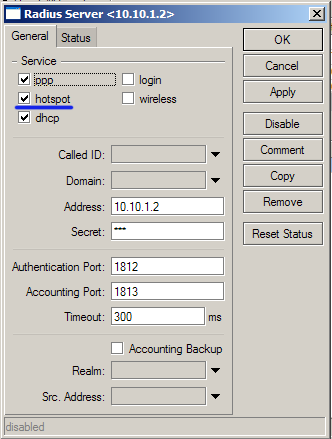 Radius Server <10.10.1.2>
General Status
Service
ppp login
hotspot wireless
dhcp
Called ID:
Domain:
Address: 10.10.1.2
Secret: ***
Authentication Port: 1812
Accounting Port: 1813
Timeout: 300 ms
Accounting Backup
Realm:
Src. Address:
OK
Cancel
Apply
Disable
Comment
Copy
Remove
Reset Status
disabled